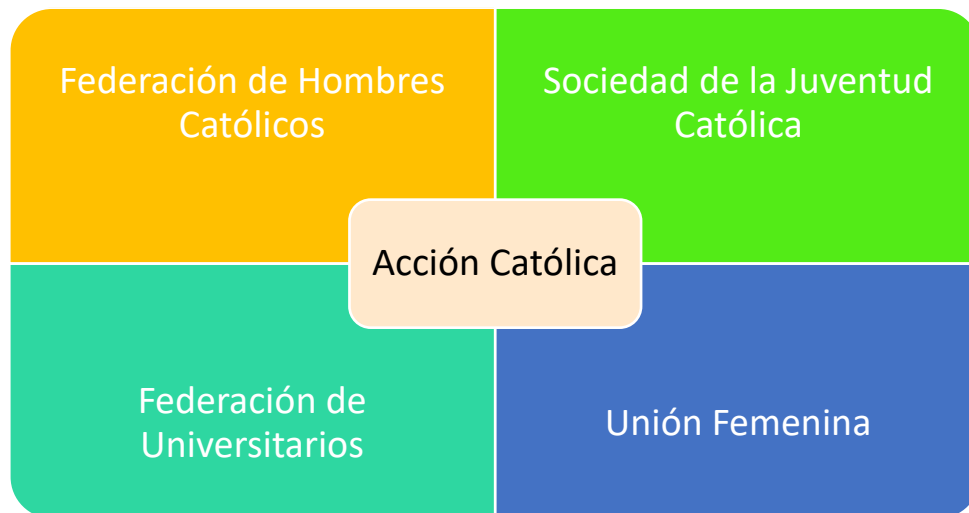 Federación de Hombres
Católicos
Sociedad de la Juventud
Católica
Acción Católica
Federación de
Universitarios
Unión Femenina